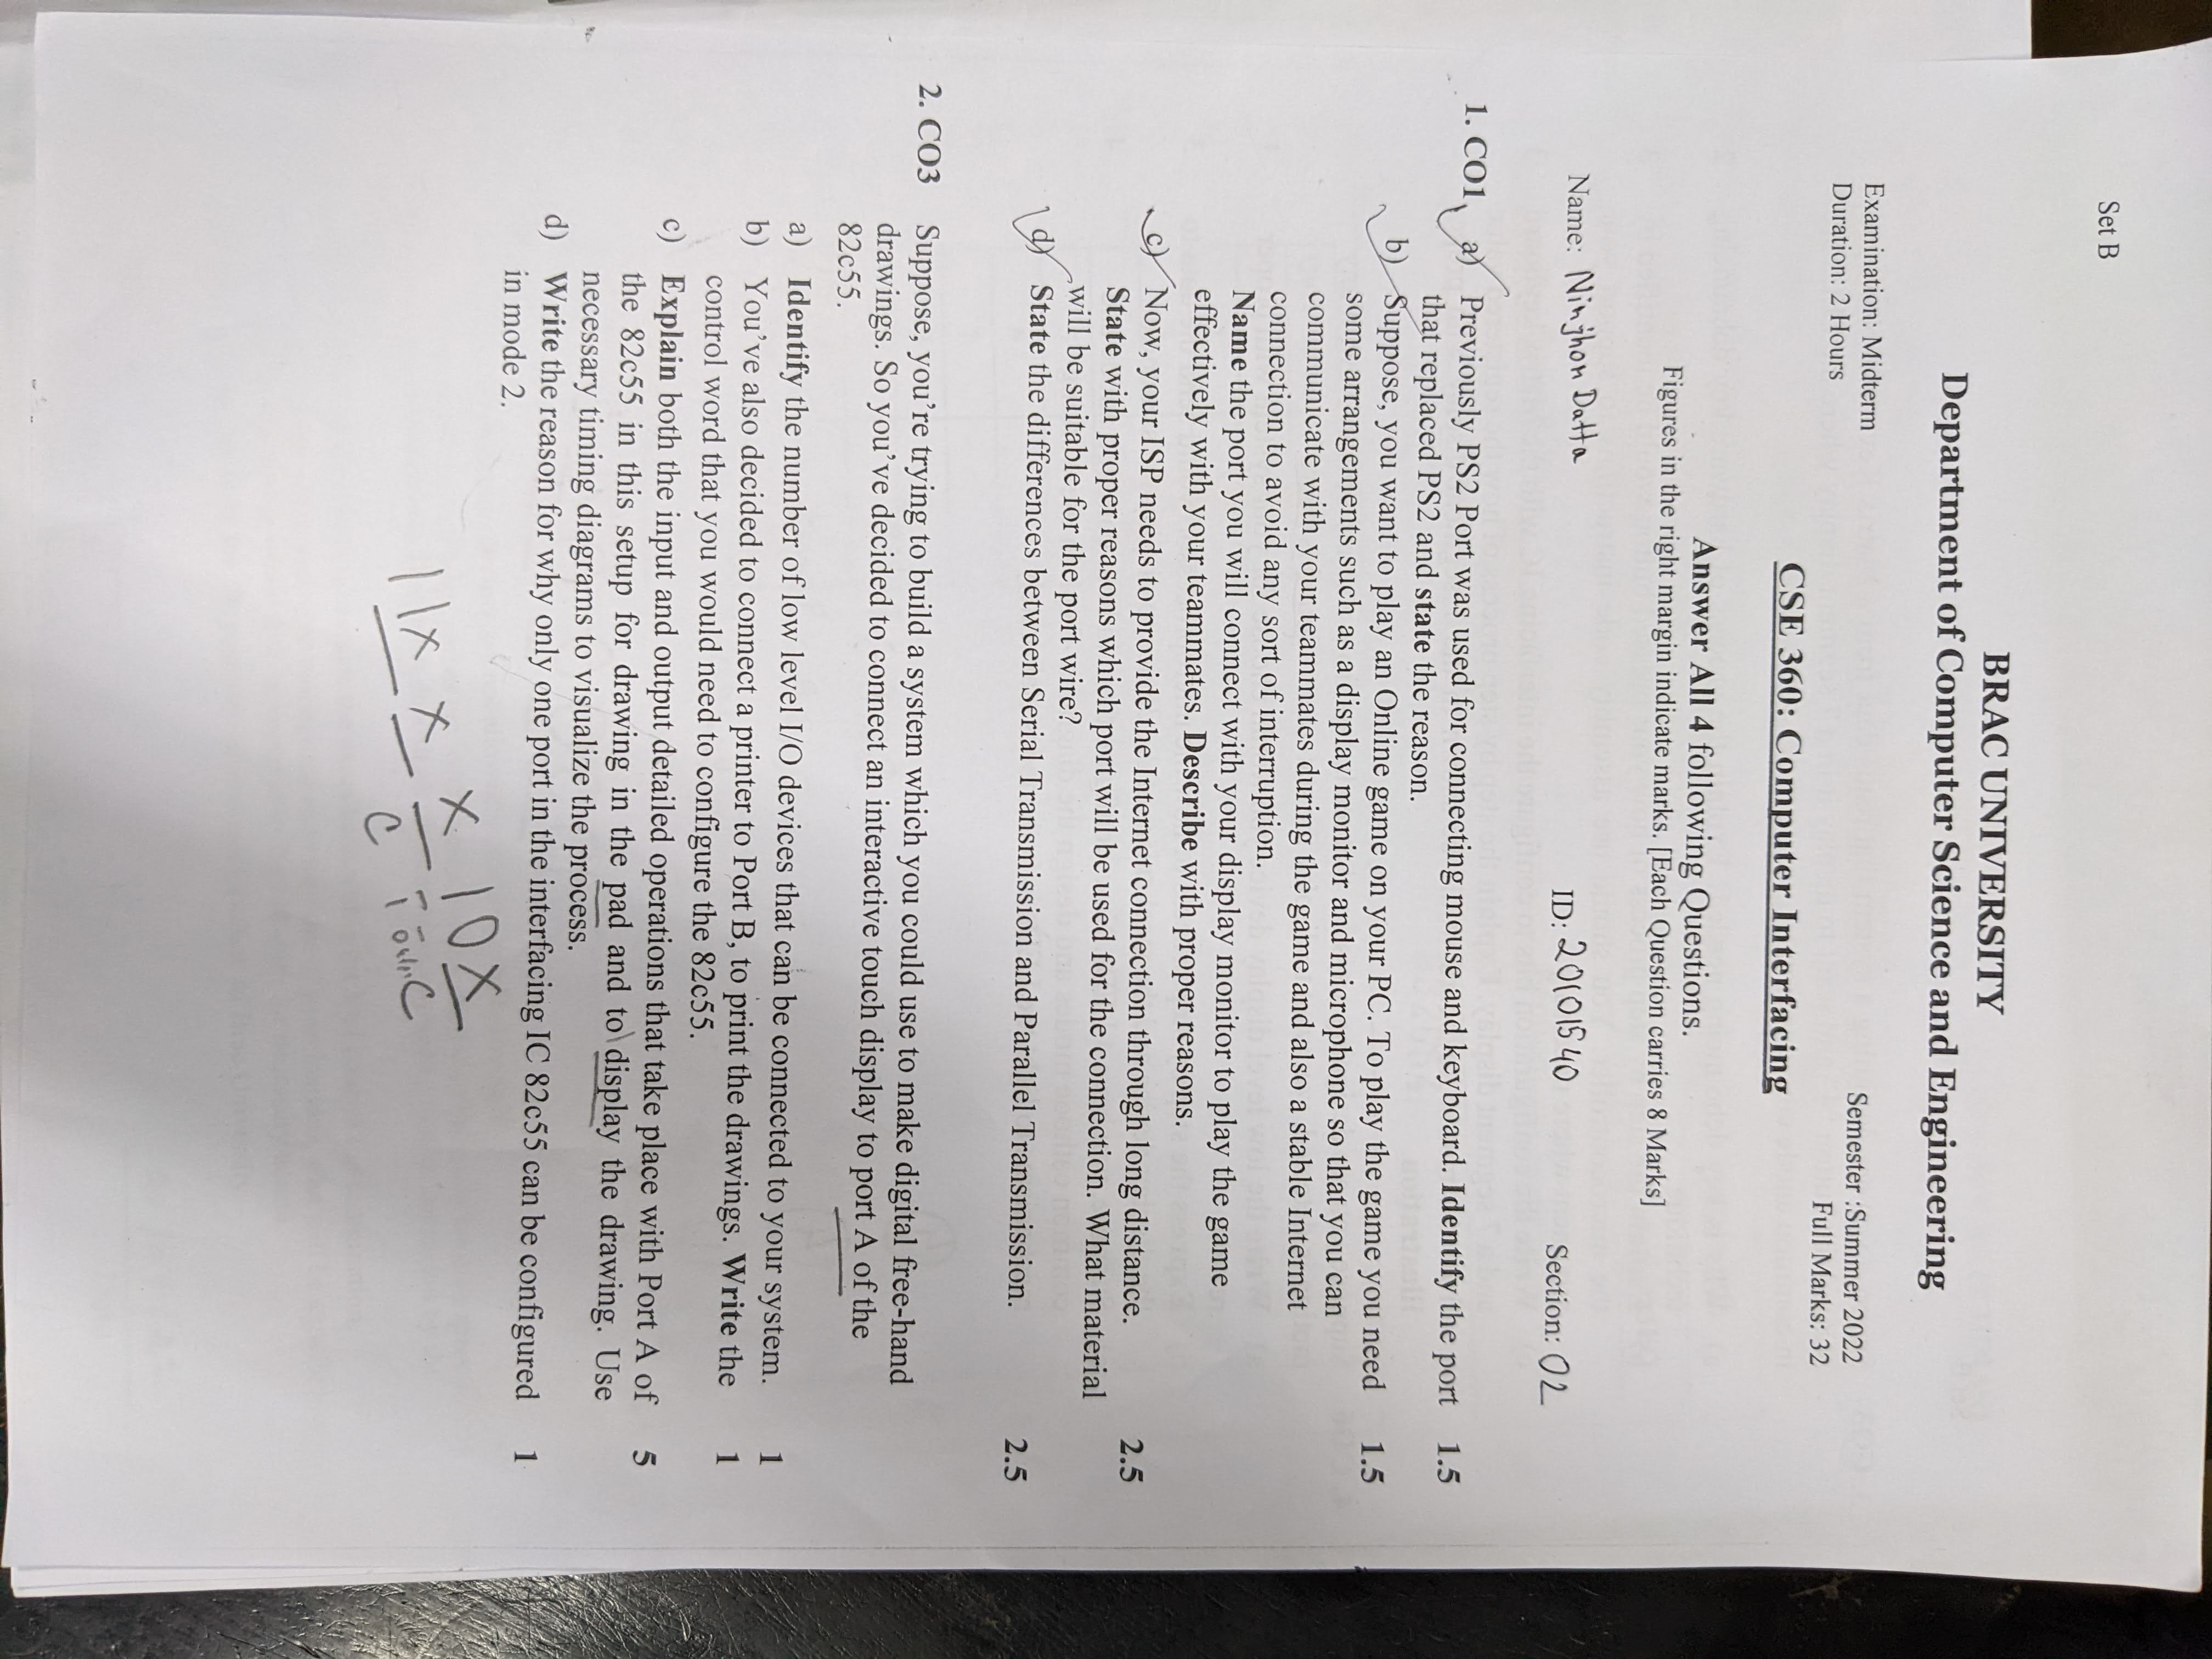 Set B
BRAC UNIVERSITY
Department of Computer Science and Engineering
Examination: Midterm
Semester :Summer 2022
Duration: 2 Hours
Full Marks: 32
CSE 360: Computer Interfacing
Answer All 4 following Questions.
Figures in the right margin indicate marks. [Each Question carries 8 Marks]
Name: Ninjhon Datta ID: 20101540 Section: 02
1. CO1 a) Previously PS2 Port was used for connecting mouse and keyboard. Identify the port 1.5
that replaced PS2 and state the reason.
b) Suppose, you want to play an Online game on your PC. To play the game you need 1.5
some arrangements such as a display monitor and microphone so that you can
communicate with your teammates during the game and also a stable Internet
connection to avoid any sort of interruption.
Name the port you will connect with your display monitor to play the game
effectively with your teammates. Describe with proper reasons.
c) Now, your ISP needs to provide the Internet connection through long distance. 2.5
State with proper reasons which port will be used for the connection. What material
will be suitable for the port wire?
d) State the differences between Serial Transmission and Parallel Transmission. 2.5
2. CO3 Suppose, you're trying to build a system which you could use to make digital free-hand
drawings. So you've decided to connect an interactive touch display to port A of the
82c55.
a) Identify the number of low level I/O devices that can be connected to your system. 1
b) You've also decided to connect a printer to Port B, to print the drawings. Write the 1
control word that you would need to configure the 82c55.
c) Explain both the input and output detailed operations that take place with Port A of 5
the 82c55 in this setup for drawing in the pad and to display the drawing. Use
necessary timing diagrams to visualize the process.
d) Write the reason for why only one port in the interfacing IC 82c55 can be configured 1
in mode 2.
11x x x 10x
C 1 C